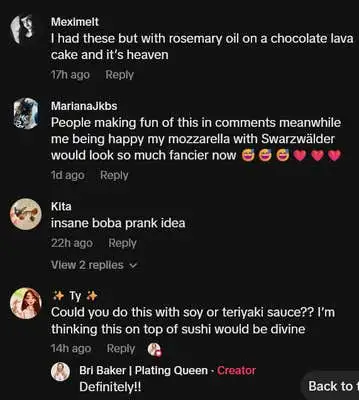 Meximelt
I had these but with rosemary oil on a chocolate lava
cake and it's heaven
17h ago Reply
MarianaJkbs
People making fun of this in comments meanwhile
me being happy my mozzarella with Swarzwälder
would look so much fancier now 😅😅😅❤️❤️❤️
1d ago Reply
Kita
insane boba prank idea
22h ago Reply
View 2 replies
✨ Ty ✨
Could you do this with soy or teriyaki sauce?? I'm
thinking this on top of sushi would be divine
14h ago Reply
Bri Baker | Plating Queen · Creator
Definitely!!
Back to